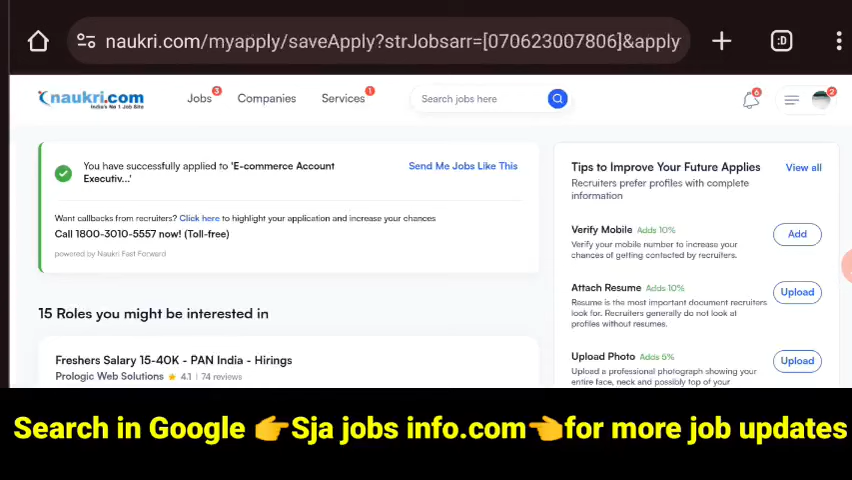 naukri.com/myapply/saveApply?strJobsarr=[070623007806]&apply
:D
naukri.com
India's No 1 Job Site
Jobs 3
Companies
Services 1
Search jobs here
6
2
You have successfully applied to 'E-commerce Account
Executiv...'
Send Me Jobs Like This
Want callbacks from recruiters? Click here to highlight your application and increase your chances
Call 1800-3010-5557 now! (Toll-free)
powered by Naukri Fast Forward
15 Roles you might be interested in
Freshers Salary 15-40K - PAN India - Hirings
Prologic Web Solutions ★ 4.1 | 74 reviews
Tips to Improve Your Future Applies
View all
Recruiters prefer profiles with complete
information
Verify Mobile Adds 10%
Add
Verify your mobile number to increase your
chances of getting contacted by recruiters.
Attach Resume Adds 10%
Upload
Resume is the most important document recruiters
look for. Recruiters generally do not look at
profiles without resumes.
Upload Photo Adds 5%
Upload
Upload a professional photograph showing your
entire face, neck and possibly top of your
Search in Google 👉Sja jobs info.com👈for more job updates